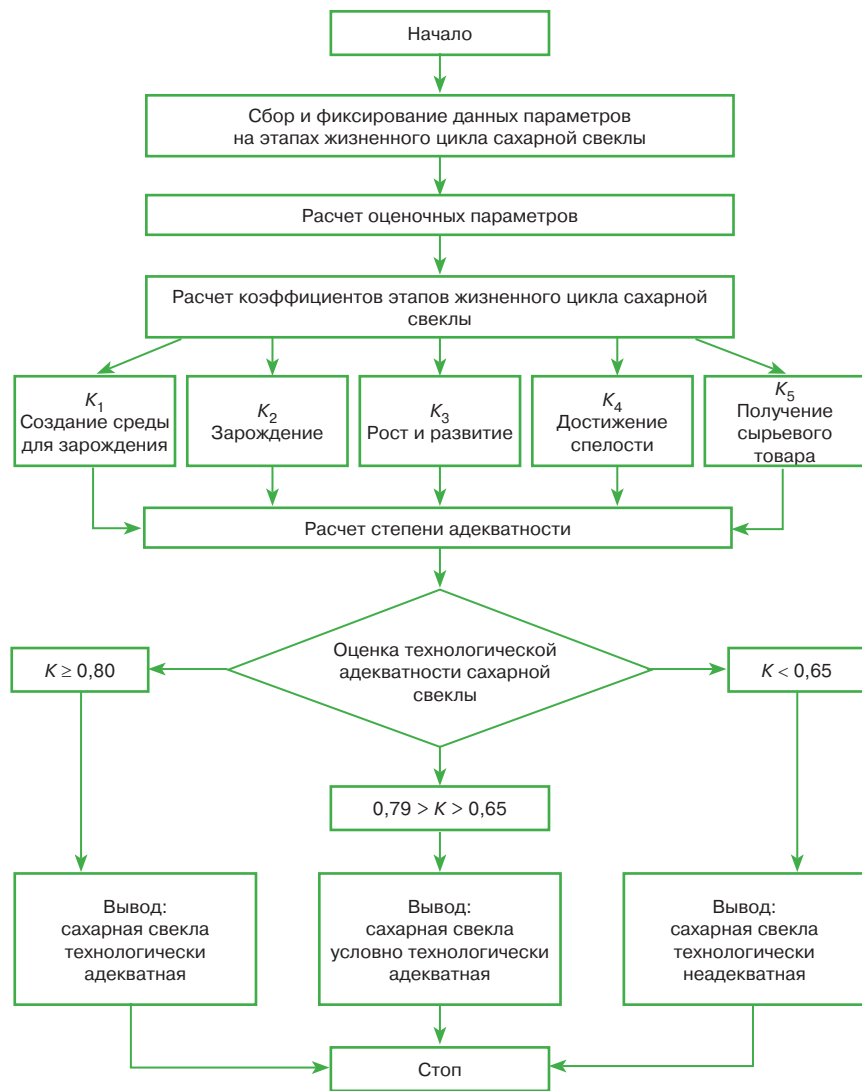 Начало
Сбор и фиксирование данных параметров
на этапах жизненного цикла сахарной свеклы
Расчет оценочных параметров
Расчет коэффициентов этапов жизненного цикла сахарной
свеклы
K₁
Создание среды
для зарождения
K₂
Зарождение
K₃
Рост и развитие
K₄
Достижение
спелости
K₅
Получение
сырьевого
товара
Расчет степени адекватности
Оценка технологической
адекватности сахарной
свеклы
K ≥ 0,80
K < 0,65
0,79 > K > 0,65
Вывод:
сахарная свекла
технологически
адекватная
Вывод:
сахарная свекла
условно технологически
адекватная
Вывод:
сахарная свекла
технологически
неадекватная
Стоп